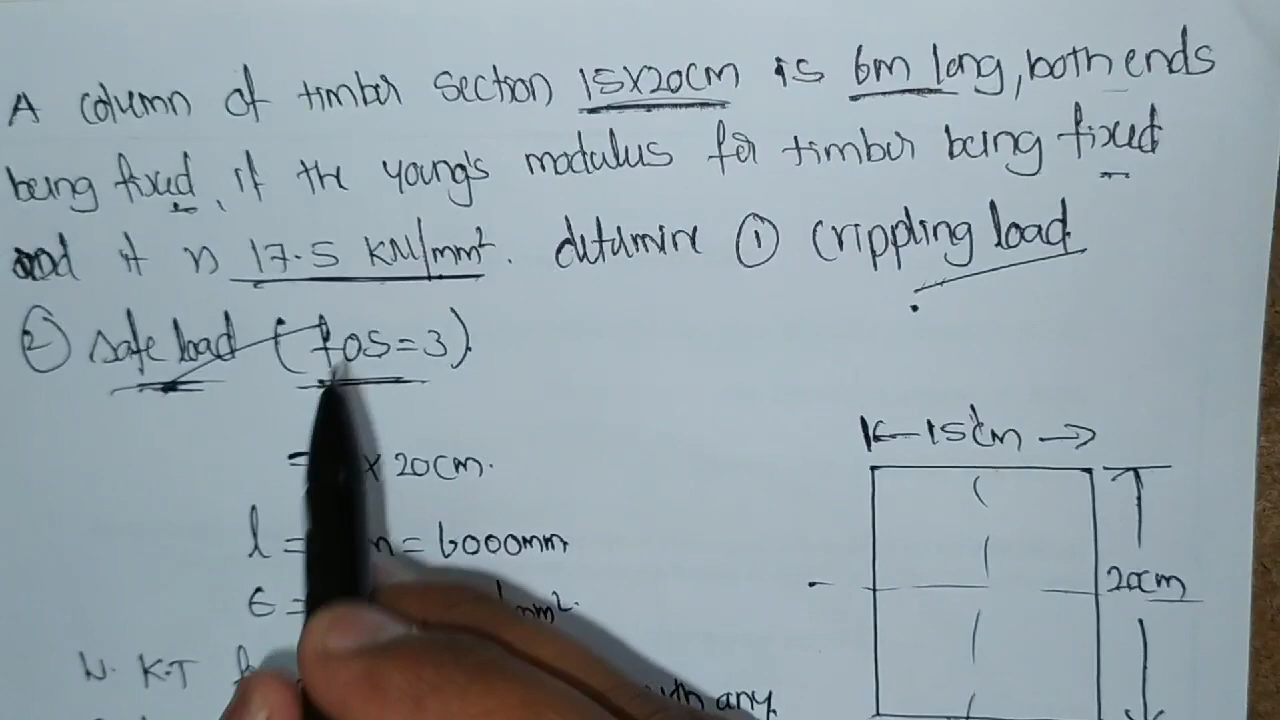 A column of timber section 15x20cm is 6m long, both ends
being fixed, if the young's modulus for timber being fixed
and it is 17.5 KN/mm². determine ① crippling load
② safe load (fos=3).
K-15cm->
= x 20cm.
l = = 6000mm
20cm
E = mm².
W.K.T
with any